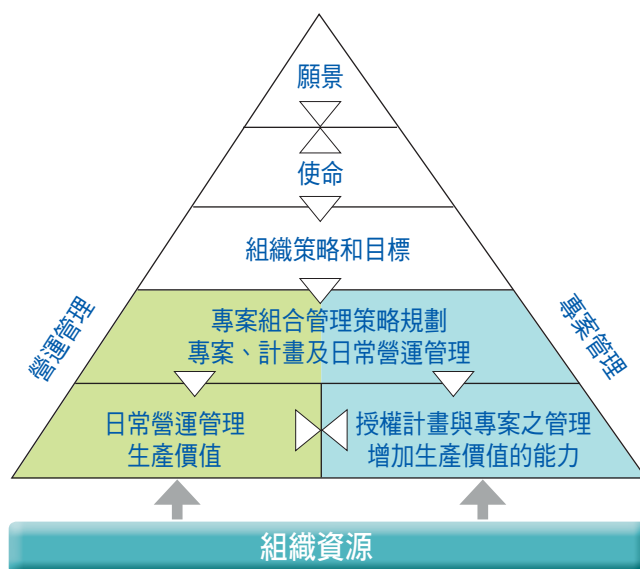 願景
使命
組織策略和目標
營運管理
專案管理
專案組合管理策略規劃
專案、計畫及日常營運管理
日常營運管理
生產價值
授權計畫與專案之管理
增加生產價值的能力
組織資源